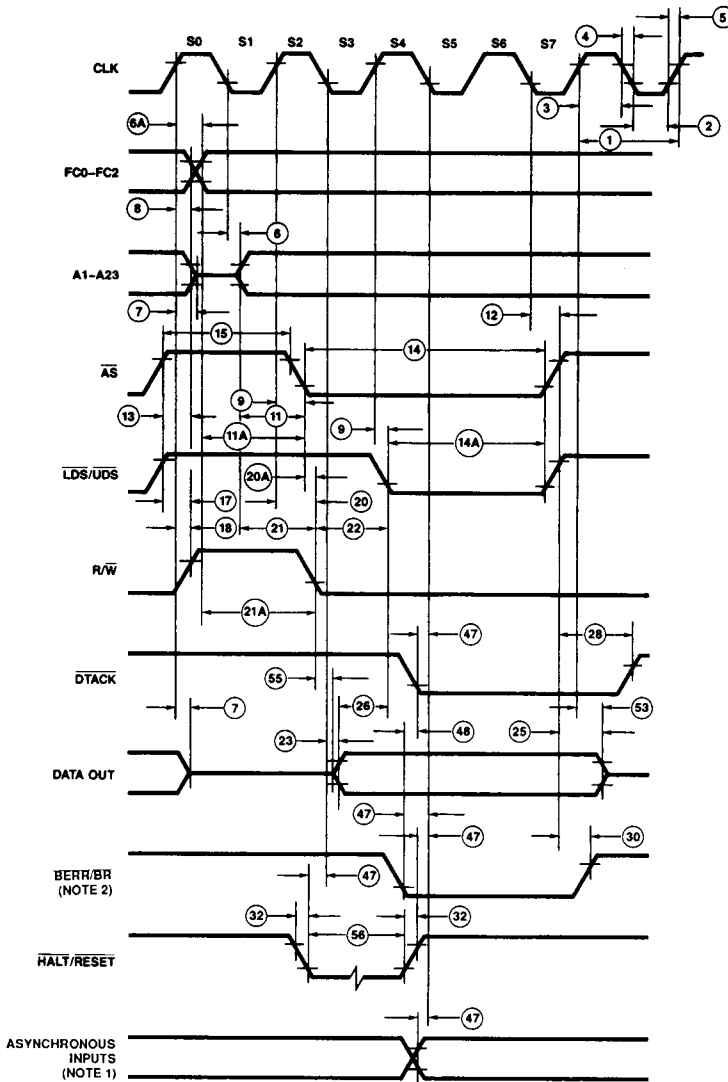 5
4
S0 S1 S2 S3 S4 S5 S6 S7
CLK
3 2
1
6A
FC0–FC2
8 6
A1–A23
7 12
15 14
AS
13 9 11 9
11A 14A
20A
LDS/UDS
17 20
18 21 22
R/W
21A
47 28
DTACK
55
7 26 48 25 53
23
DATA OUT
47
47 30
BERR/BR
(NOTE 2)
47
32 56 32
HALT/RESET
47
ASYNCHRONOUS
INPUTS
(NOTE 1)